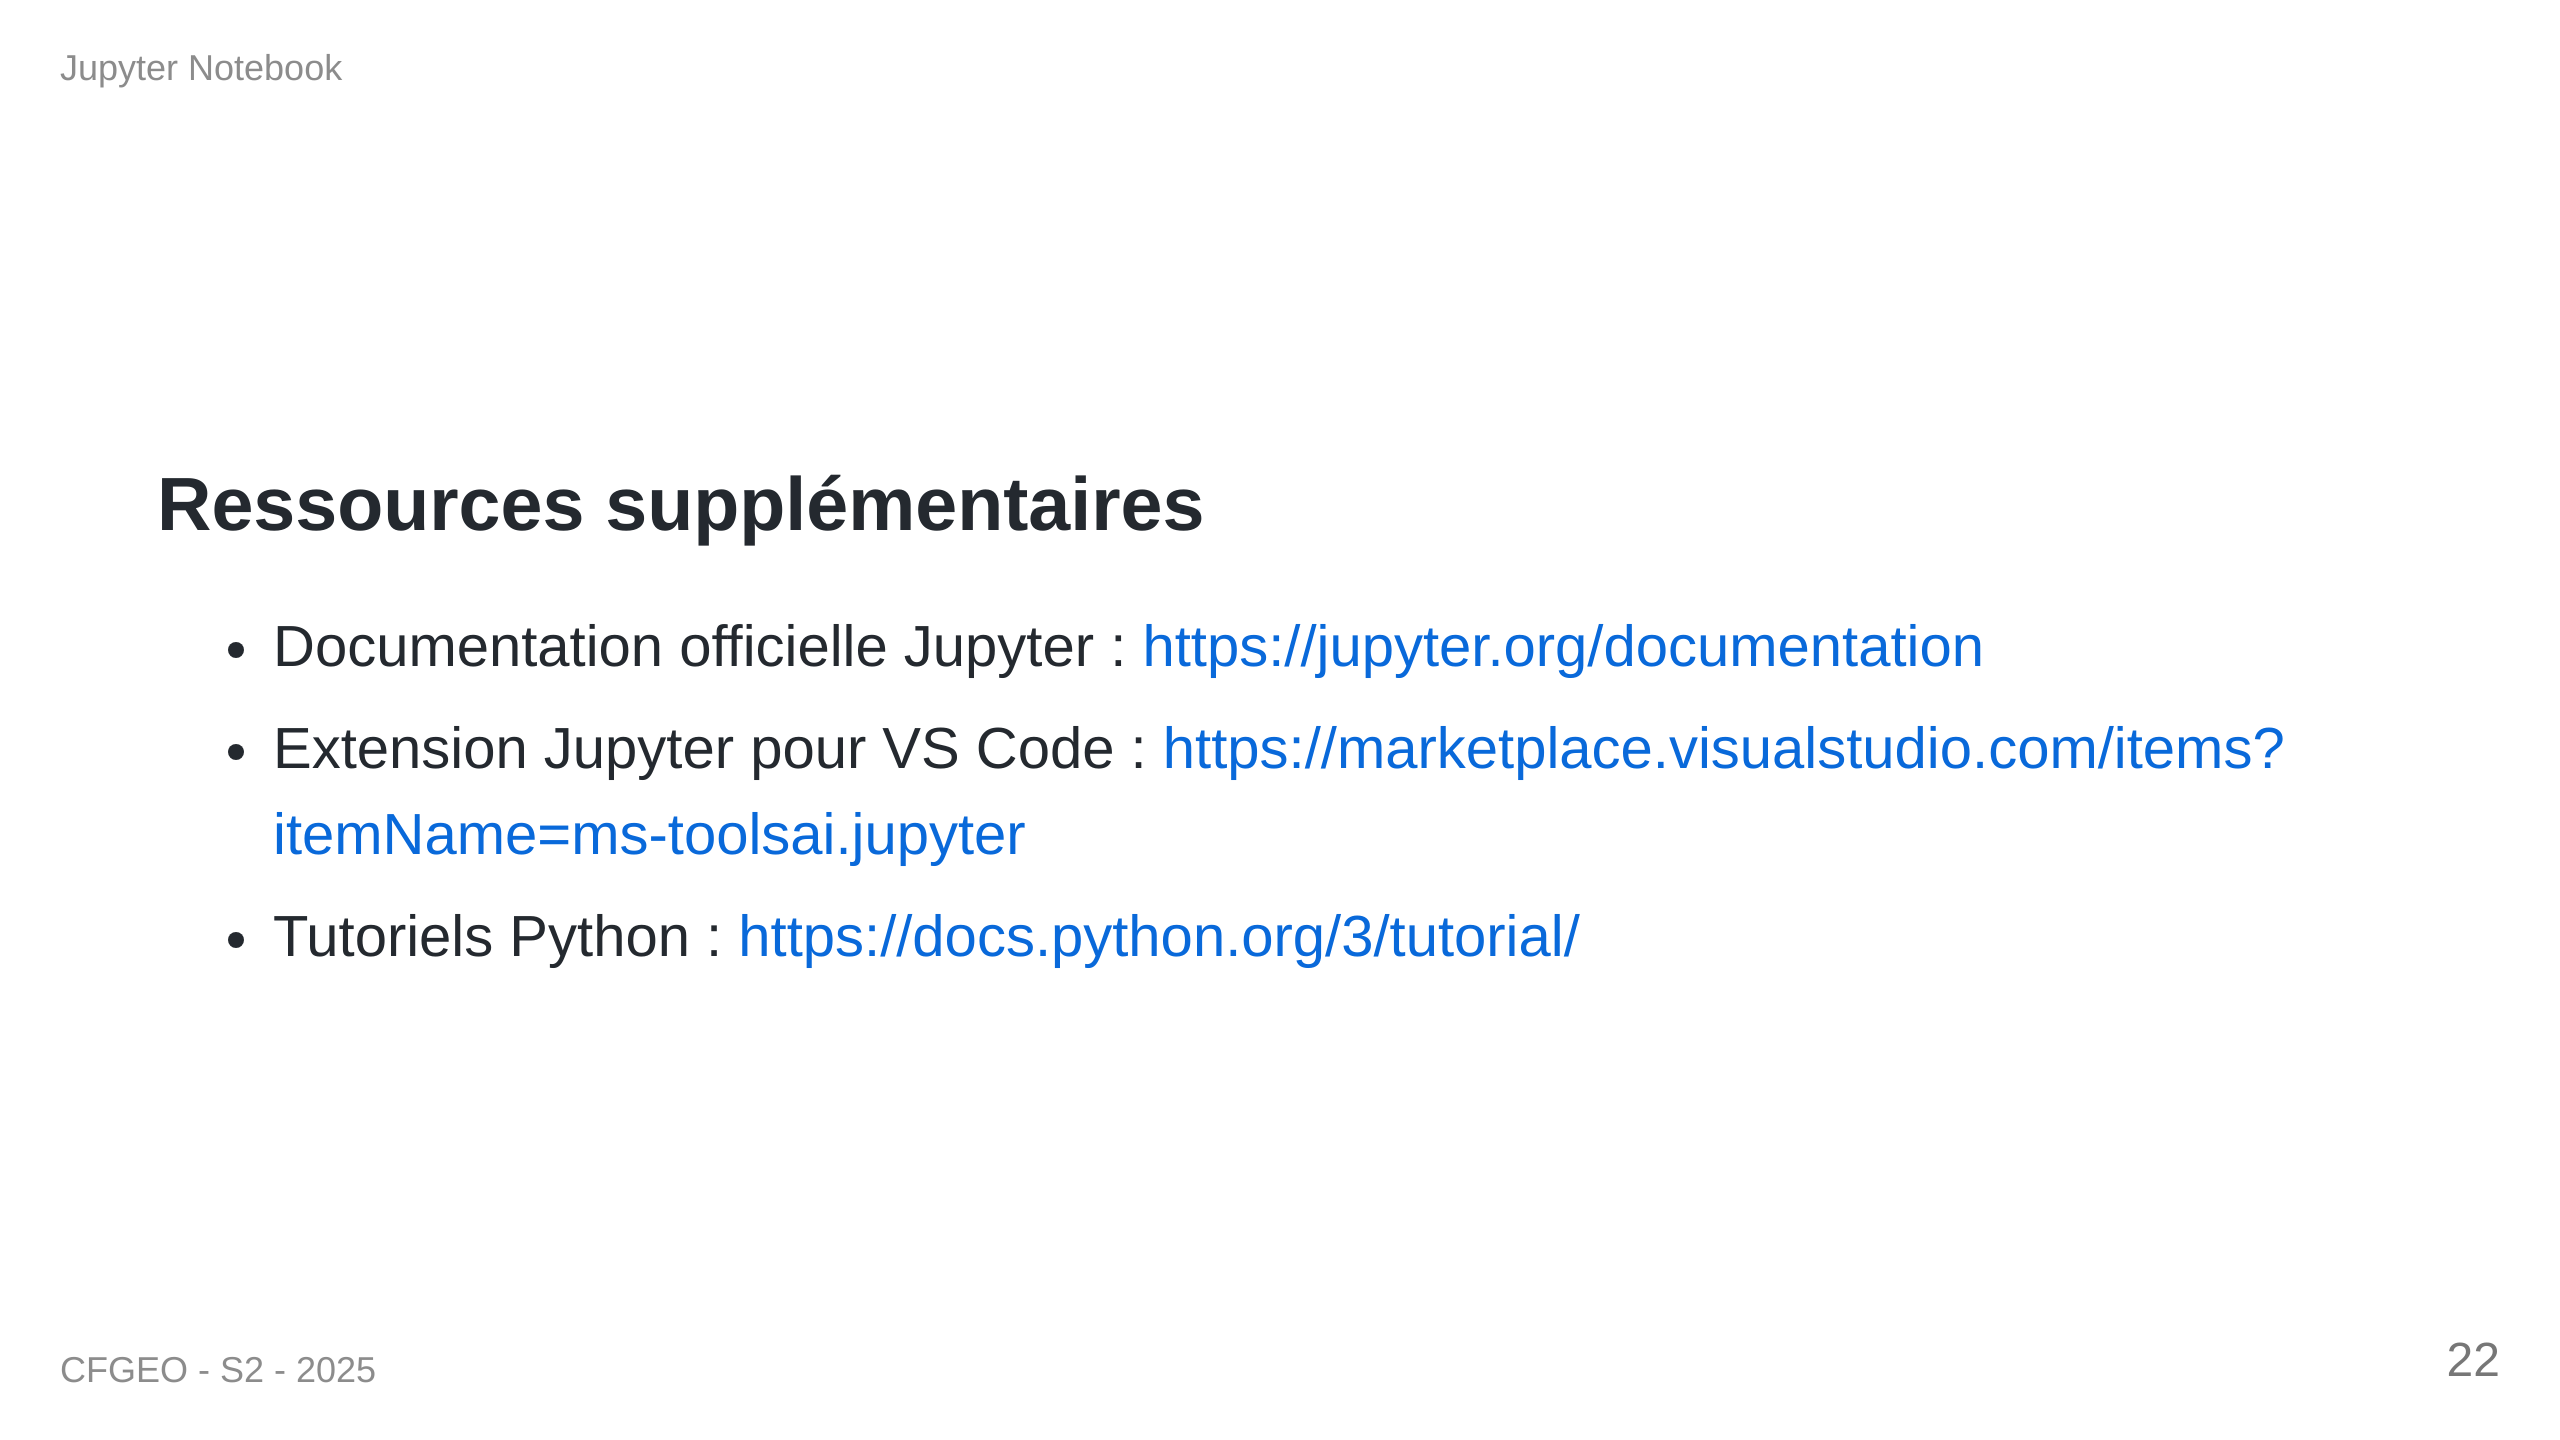 Jupyter Notebook
Ressources supplémentaires
• Documentation officielle Jupyter : https://jupyter.org/documentation
• Extension Jupyter pour VS Code : https://marketplace.visualstudio.com/items?
itemName=ms-toolsai.jupyter
• Tutoriels Python : https://docs.python.org/3/tutorial/
CFGEO - S2 - 2025
22